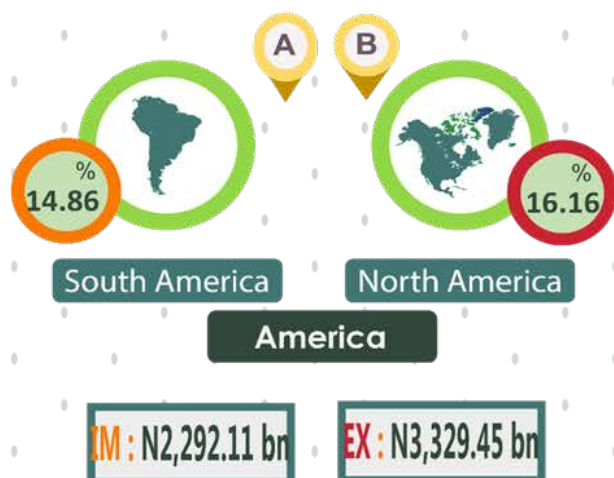 A B
%
14.86
%
16.16
South America North America
America
IM : N2,292.11 bn EX : N3,329.45 bn